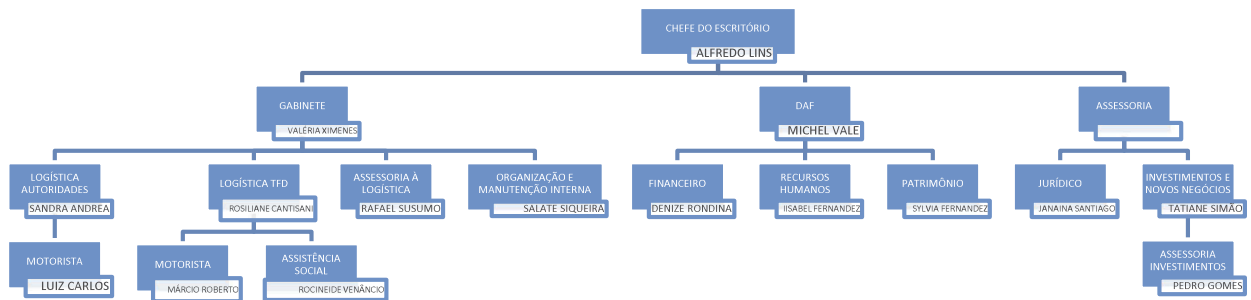 CHEFE DO ESCRITÓRIO
ALFREDO LINS
GABINETE
VALÉRIA XIMENES
DAF
MICHEL VALE
ASSESSORIA
LOGÍSTICA
AUTORIDADES
SANDRA ANDREA
LOGÍSTICA TFD
ROSILIANE CANTISANI
ASSESSORIA À
LOGÍSTICA
RAFAEL SUSUMO
ORGANIZAÇÃO E
MANUTENÇÃO INTERNA
SALATE SIQUEIRA
FINANCEIRO
DENIZE RONDINA
RECURSOS
HUMANOS
IISABEL FERNANDEZ
PATRIMÔNIO
SYLVIA FERNANDEZ
JURÍDICO
JANAINA SANTIAGO
INVESTIMENTOS E
NOVOS NEGÓCIOS
TATIANE SIMÃO
MOTORISTA
LUIZ CARLOS
MOTORISTA
MÁRCIO ROBERTO
ASSISTÊNCIA
SOCIAL
ROCINEIDE VENÂNCIO
ASSESSORIA
INVESTIMENTOS
PEDRO GOMES